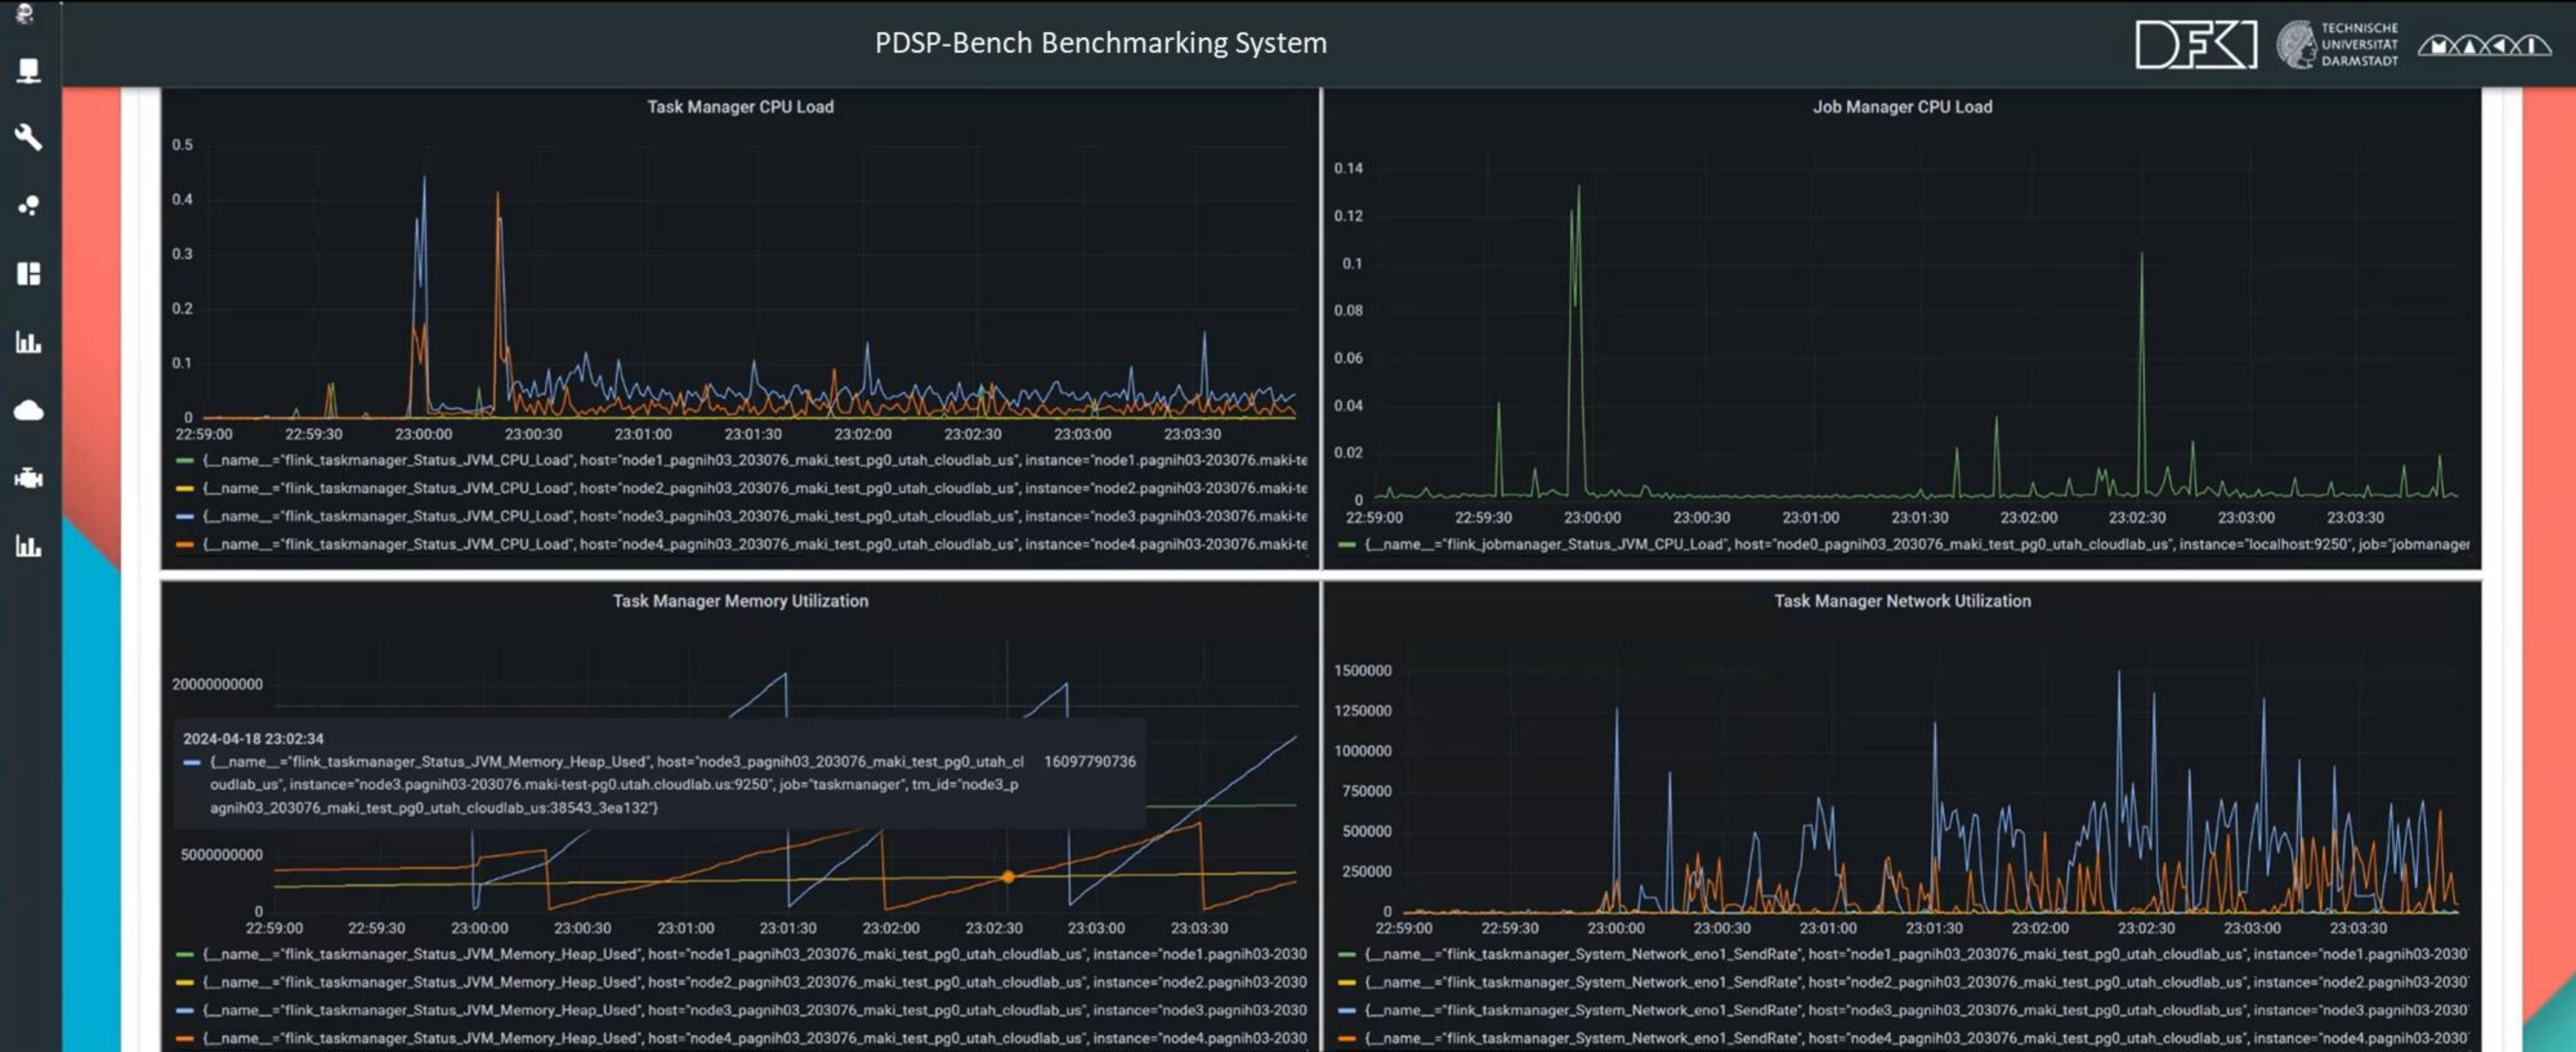 PDSP-Bench Benchmarking System
DFKI
TECHNISCHE
UNIVERSITÄT
DARMSTADT
MAKI
Task Manager CPU Load
0.5
0.4
0.3
0.2
0.1
0
22:59:00 22:59:30 23:00:00 23:00:30 23:01:00 23:01:30 23:02:00 23:02:30 23:03:00 23:03:30
{__name__="flink_taskmanager_Status_JVM_CPU_Load", host="node1_pagnih03_203076_maki_test_pg0_utah_cloudlab_us", instance="node1.pagnih03-203076.maki-te
{__name__="flink_taskmanager_Status_JVM_CPU_Load", host="node2_pagnih03_203076_maki_test_pg0_utah_cloudlab_us", instance="node2.pagnih03-203076.maki-te
{__name__="flink_taskmanager_Status_JVM_CPU_Load", host="node3_pagnih03_203076_maki_test_pg0_utah_cloudlab_us", instance="node3.pagnih03-203076.maki-te
{__name__="flink_taskmanager_Status_JVM_CPU_Load", host="node4_pagnih03_203076_maki_test_pg0_utah_cloudlab_us", instance="node4.pagnih03-203076.maki-te
Job Manager CPU Load
0.14
0.12
0.1
0.08
0.06
0.04
0.02
0
22:59:00 22:59:30 23:00:00 23:00:30 23:01:00 23:01:30 23:02:00 23:02:30 23:03:00 23:03:30
{__name__="flink_jobmanager_Status_JVM_CPU_Load", host="node0_pagnih03_203076_maki_test_pg0_utah_cloudlab_us", instance="localhost:9250", job="jobmanager
Task Manager Memory Utilization
20000000000
2024-04-18 23:02:34
{__name__="flink_taskmanager_Status_JVM_Memory_Heap_Used", host="node3_pagnih03_203076_maki_test_pg0_utah_cl 16097790736
oudlab_us", instance="node3.pagnih03-203076.maki-test-pg0.utah.cloudlab.us:9250", job="taskmanager", tm_id="node3_p
agnih03_203076_maki_test_pg0_utah_cloudlab_us:38543_3ea132"}
5000000000
0
22:59:00 22:59:30 23:00:00 23:00:30 23:01:00 23:01:30 23:02:00 23:02:30 23:03:00 23:03:30
{__name__="flink_taskmanager_Status_JVM_Memory_Heap_Used", host="node1_pagnih03_203076_maki_test_pg0_utah_cloudlab_us", instance="node1.pagnih03-2030
{__name__="flink_taskmanager_Status_JVM_Memory_Heap_Used", host="node2_pagnih03_203076_maki_test_pg0_utah_cloudlab_us", instance="node2.pagnih03-2030
{__name__="flink_taskmanager_Status_JVM_Memory_Heap_Used", host="node3_pagnih03_203076_maki_test_pg0_utah_cloudlab_us", instance="node3.pagnih03-2030
{__name__="flink_taskmanager_Status_JVM_Memory_Heap_Used", host="node4_pagnih03_203076_maki_test_pg0_utah_cloudlab_us", instance="node4.pagnih03-2030
Task Manager Network Utilization
1500000
1250000
1000000
750000
500000
250000
0
22:59:00 22:59:30 23:00:00 23:00:30 23:01:00 23:01:30 23:02:00 23:02:30 23:03:00 23:03:30
{__name__="flink_taskmanager_System_Network_eno1_SendRate", host="node1_pagnih03_203076_maki_test_pg0_utah_cloudlab_us", instance="node1.pagnih03-2030
{__name__="flink_taskmanager_System_Network_eno1_SendRate", host="node2_pagnih03_203076_maki_test_pg0_utah_cloudlab_us", instance="node2.pagnih03-2030
{__name__="flink_taskmanager_System_Network_eno1_SendRate", host="node3_pagnih03_203076_maki_test_pg0_utah_cloudlab_us", instance="node3.pagnih03-2030
{__name__="flink_taskmanager_System_Network_eno1_SendRate", host="node4_pagnih03_203076_maki_test_pg0_utah_cloudlab_us", instance="node4.pagnih03-2030